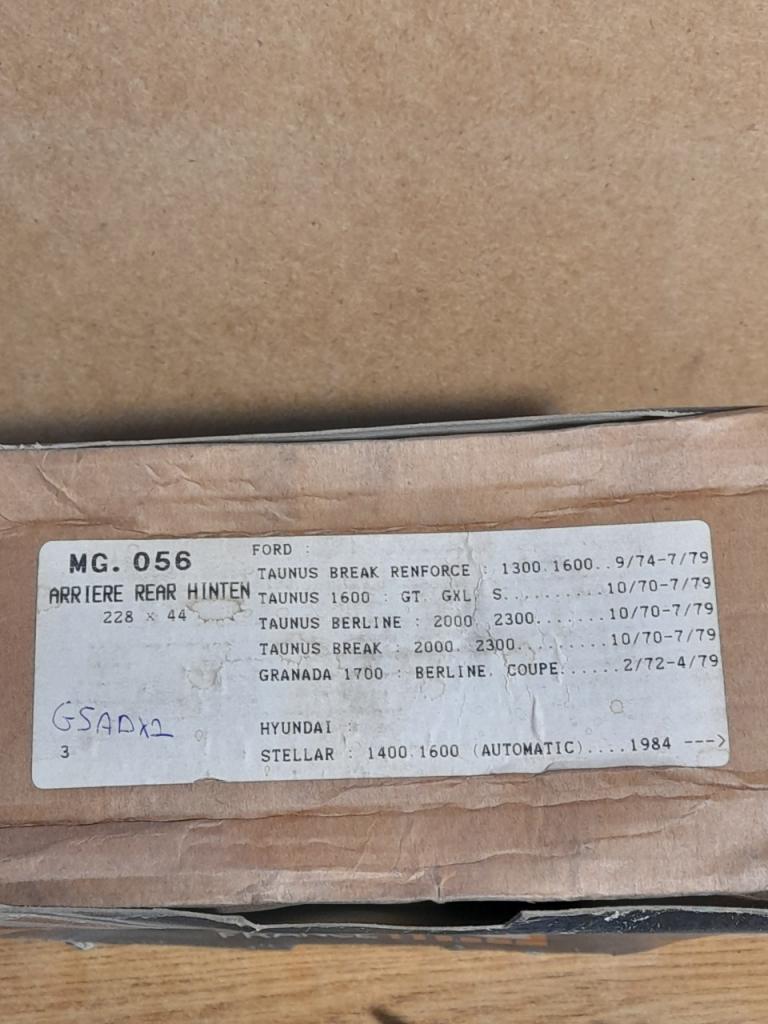 MG. 056
ARRIERE REAR HINTEN
228 x 44
GSADX2
3
FORD :
TAUNUS BREAK RENFORCE : 1300.1600..9/74-7/79
TAUNUS 1600 : GT. GXL. S..........10/70-7/79
TAUNUS BERLINE : 2000. 2300.......10/70-7/79
TAUNUS BREAK : 2000. 2300.........10/70-7/79
GRANADA 1700 : BERLINE. COUPE......2/72-4/79
HYUNDAI :
STELLAR : 1400.1600 (AUTOMATIC)....1984 --->